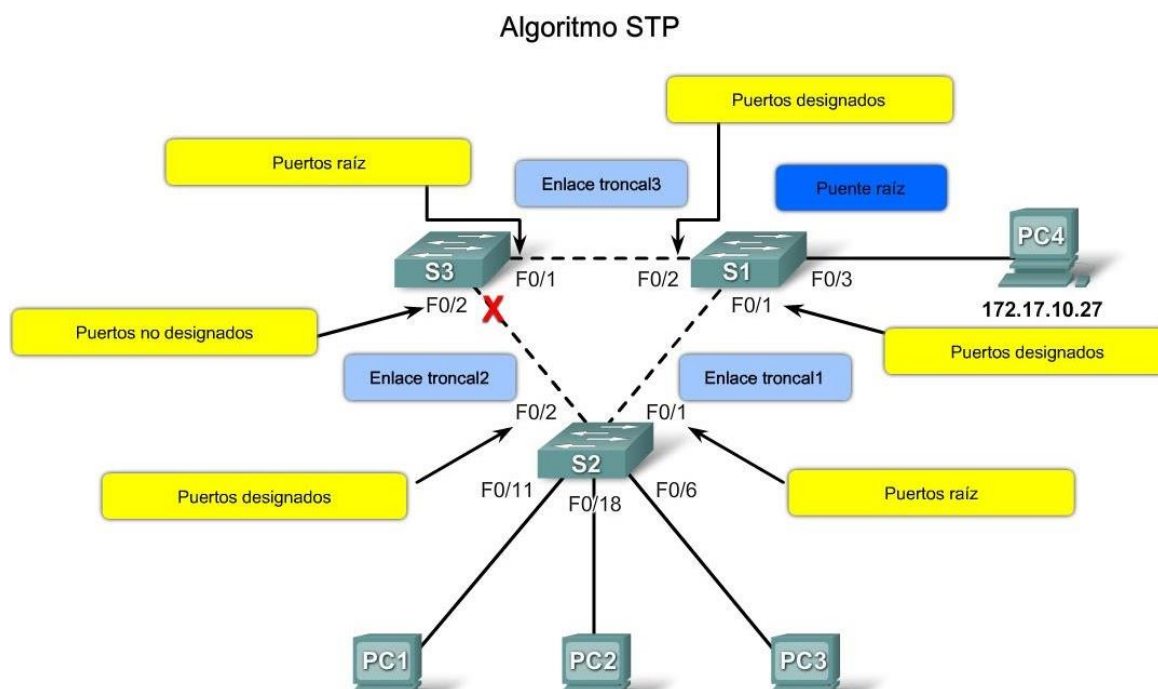 Algoritmo STP
Puertos designados
Puertos raíz
Enlace troncal3
Puente raíz
PC4
S3
F0/1
F0/2
S1
F0/3
F0/2
F0/1
172.17.10.27
Puertos no designados
Puertos designados
Enlace troncal2
Enlace troncal1
F0/2
F0/1
S2
Puertos designados
F0/11
F0/18
F0/6
Puertos raíz
PC1
PC2
PC3